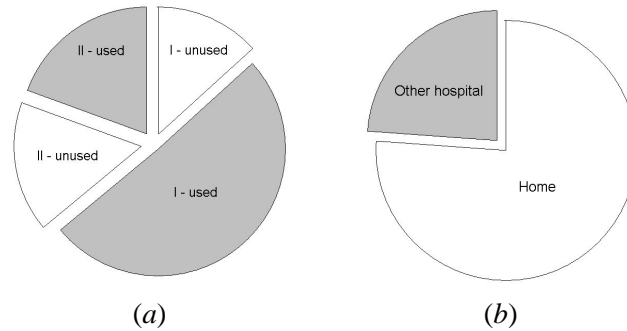 II - used
I - unused
II - unused
I - used
(a)
Other hospital
Home
(b)